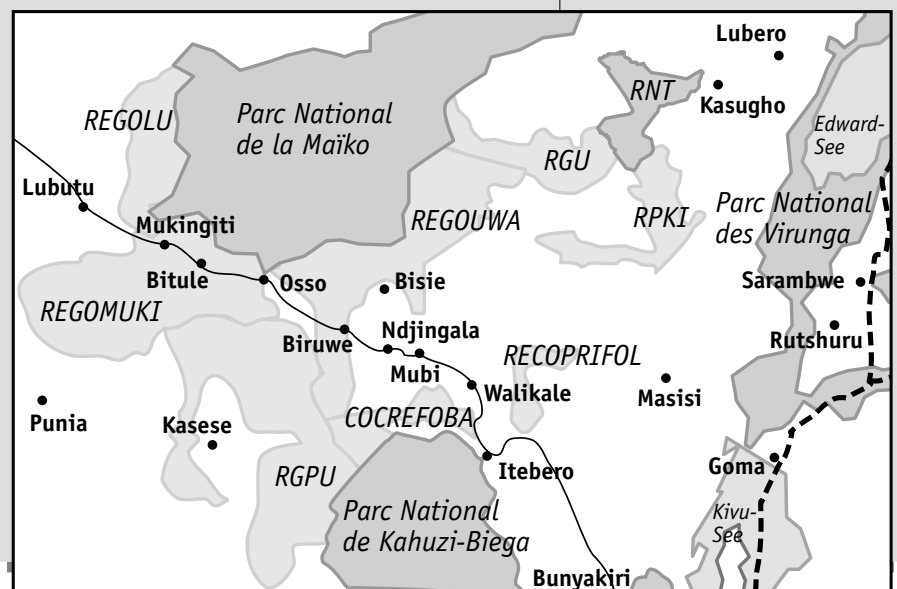 Lubero
RNT
Kasugho
REGOLU
Parc National
de la Maïko
Edward-
See
RGU
Lubutu
REGOUWA
RPKI
Parc National
des Virunga
Mukingiti
Bitule
Osso
Bisie
Sarambwe
REGOMUKI
Biruwe
Ndjingala
Mubi
RECOPRIFOL
Rutshuru
Walikale
Masisi
Punia
Kasese
COCREFOBA
RGPU
Itebero
Goma
Parc National
de Kahuzi-Biega
Kivu-
See
Bunyakiri